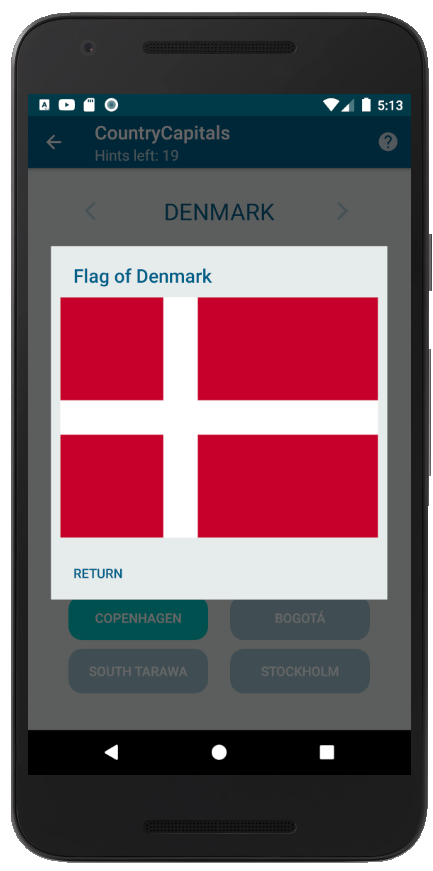 5:13
CountryCapitals
Hints left: 19
DENMARK
Flag of Denmark
RETURN
COPENHAGEN
BOGOTÁ
SOUTH TARAWA
STOCKHOLM